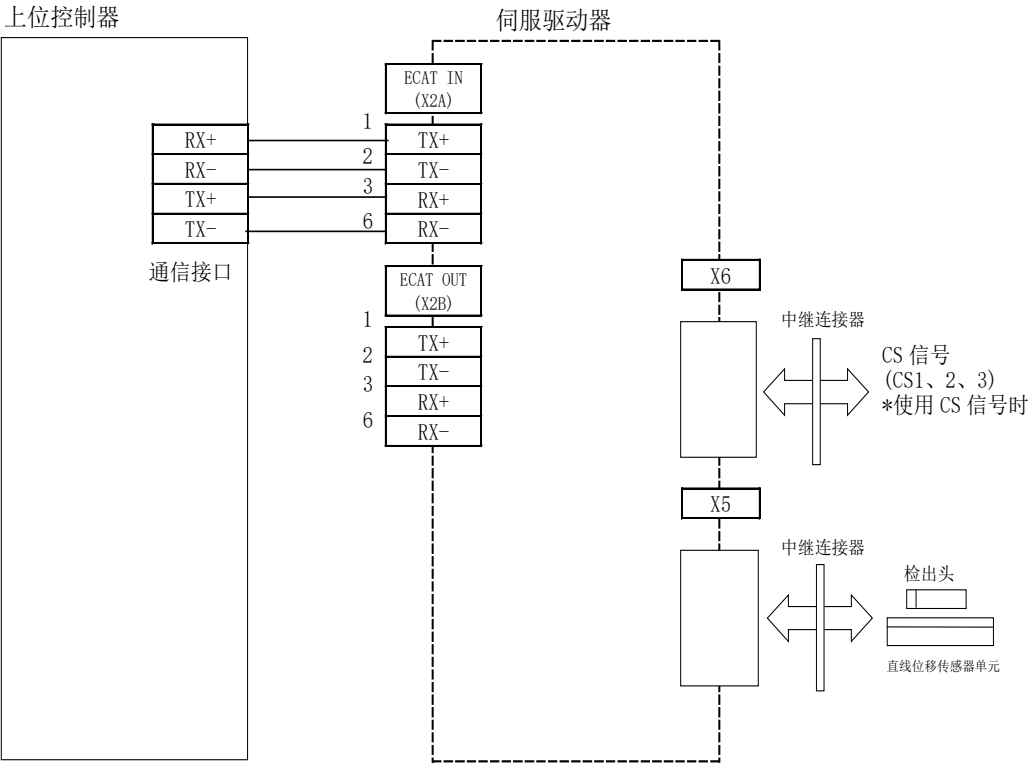 上位控制器
伺服驱动器
ECAT IN
(X2A)
1
RX+
TX+
2
RX-
TX-
3
TX+
RX+
6
TX-
RX-
通信接口
ECAT OUT
(X2B)
1
TX+
2
TX-
3
RX+
6
RX-
X6
中继连接器
CS 信号
(CS1、2、3)
*使用 CS 信号时
X5
中继连接器
检出头
直线位移传感器单元